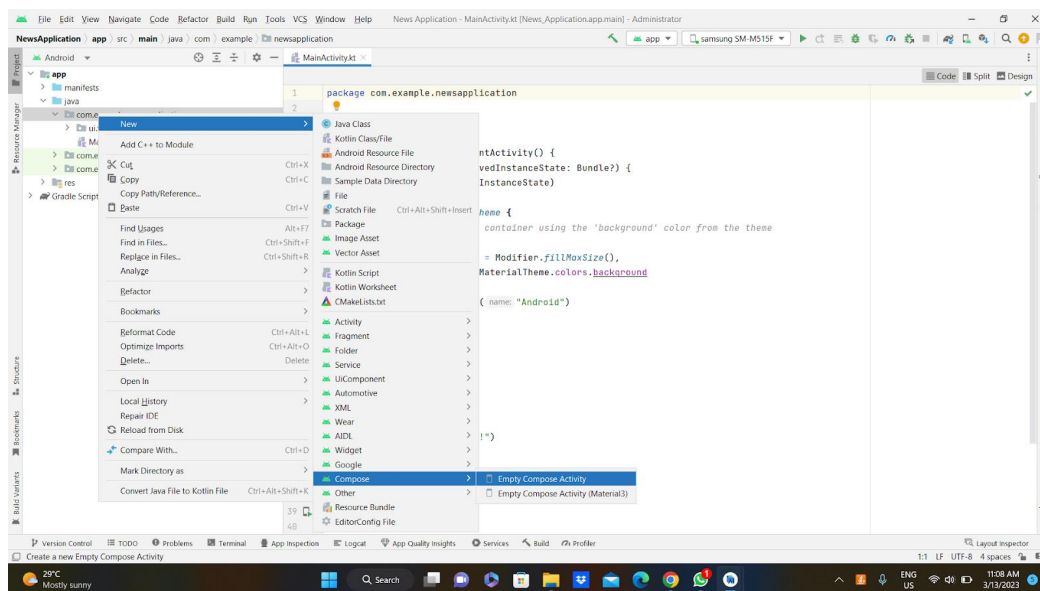 File Edit View Navigate Code Refactor Build Run Tools VCS Window Help News Application - MainActivity.kt [News_Application.app.main] - Administrator
NewsApplication app src main java com example newsapplication
app samsung SM-M515F
Android
MainActivity.kt
Code Split Design
Project
Resource Manager
Structure
Bookmarks
Build Variants
app
manifests
java
com.e
ui.
Ma
com.e
com.e
res
Gradle Script
New
Add C++ to Module
Cut Ctrl+X
Copy Ctrl+C
Copy Path/Reference...
Paste Ctrl+V
Find Usages Alt+F7
Find in Files... Ctrl+Shift+F
Replace in Files... Ctrl+Shift+R
Analyze
Refactor
Bookmarks
Reformat Code Ctrl+Alt+L
Optimize Imports Ctrl+Alt+O
Delete... Delete
Open In
Local History
Repair IDE
Reload from Disk
Compare With... Ctrl+D
Mark Directory as
Convert Java File to Kotlin File Ctrl+Alt+Shift+K
Java Class
Kotlin Class/File
Android Resource File
Android Resource Directory
Sample Data Directory
File
Scratch File Ctrl+Alt+Shift+Insert
Package
Image Asset
Vector Asset
Kotlin Script
Kotlin Worksheet
CMakeLists.txt
Activity
Fragment
Folder
Service
UiComponent
Automotive
XML
Wear
AIDL
Widget
Google
Compose
Other
Resource Bundle
EditorConfig File
Empty Compose Activity
Empty Compose Activity (Material3)
1 package com.example.newsapplication
2
ntActivity() {
vedInstanceState: Bundle?) {
InstanceState)
heme {
container using the 'background' color from the theme
= Modifier.fillMaxSize(),
MaterialTheme.colors.background
( name: "Android")
!")
39
40
Version Control TODO Problems Terminal App Inspection Logcat App Quality Insights Services Build Profiler Layout Inspector
Create a new Empty Compose Activity 1:1 LF UTF-8 4 spaces
29°C
Mostly sunny
Search
1
ENG
US
11:08 AM
3/13/2023
5